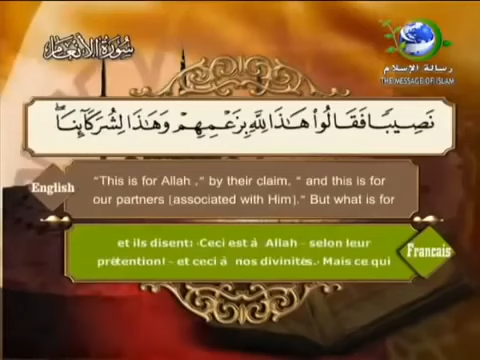 سورة الأنعام
رسالة الإسلام
THE MESSAGE OF ISLAM
نَصِيبًا فَقَالُوا۟ هَـٰذَا لِلَّهِ بِزَعْمِهِمْ وَهَـٰذَا لِشُرَكَآئِنَا ۖ
English
"This is for Allah ," by their claim, " and this is
for our partners [associated with Him]." But what is for
et ils disent: «Ceci est à Allah – selon leur
prétention! – et ceci à nos divinités.» Mais ce qui
Francais